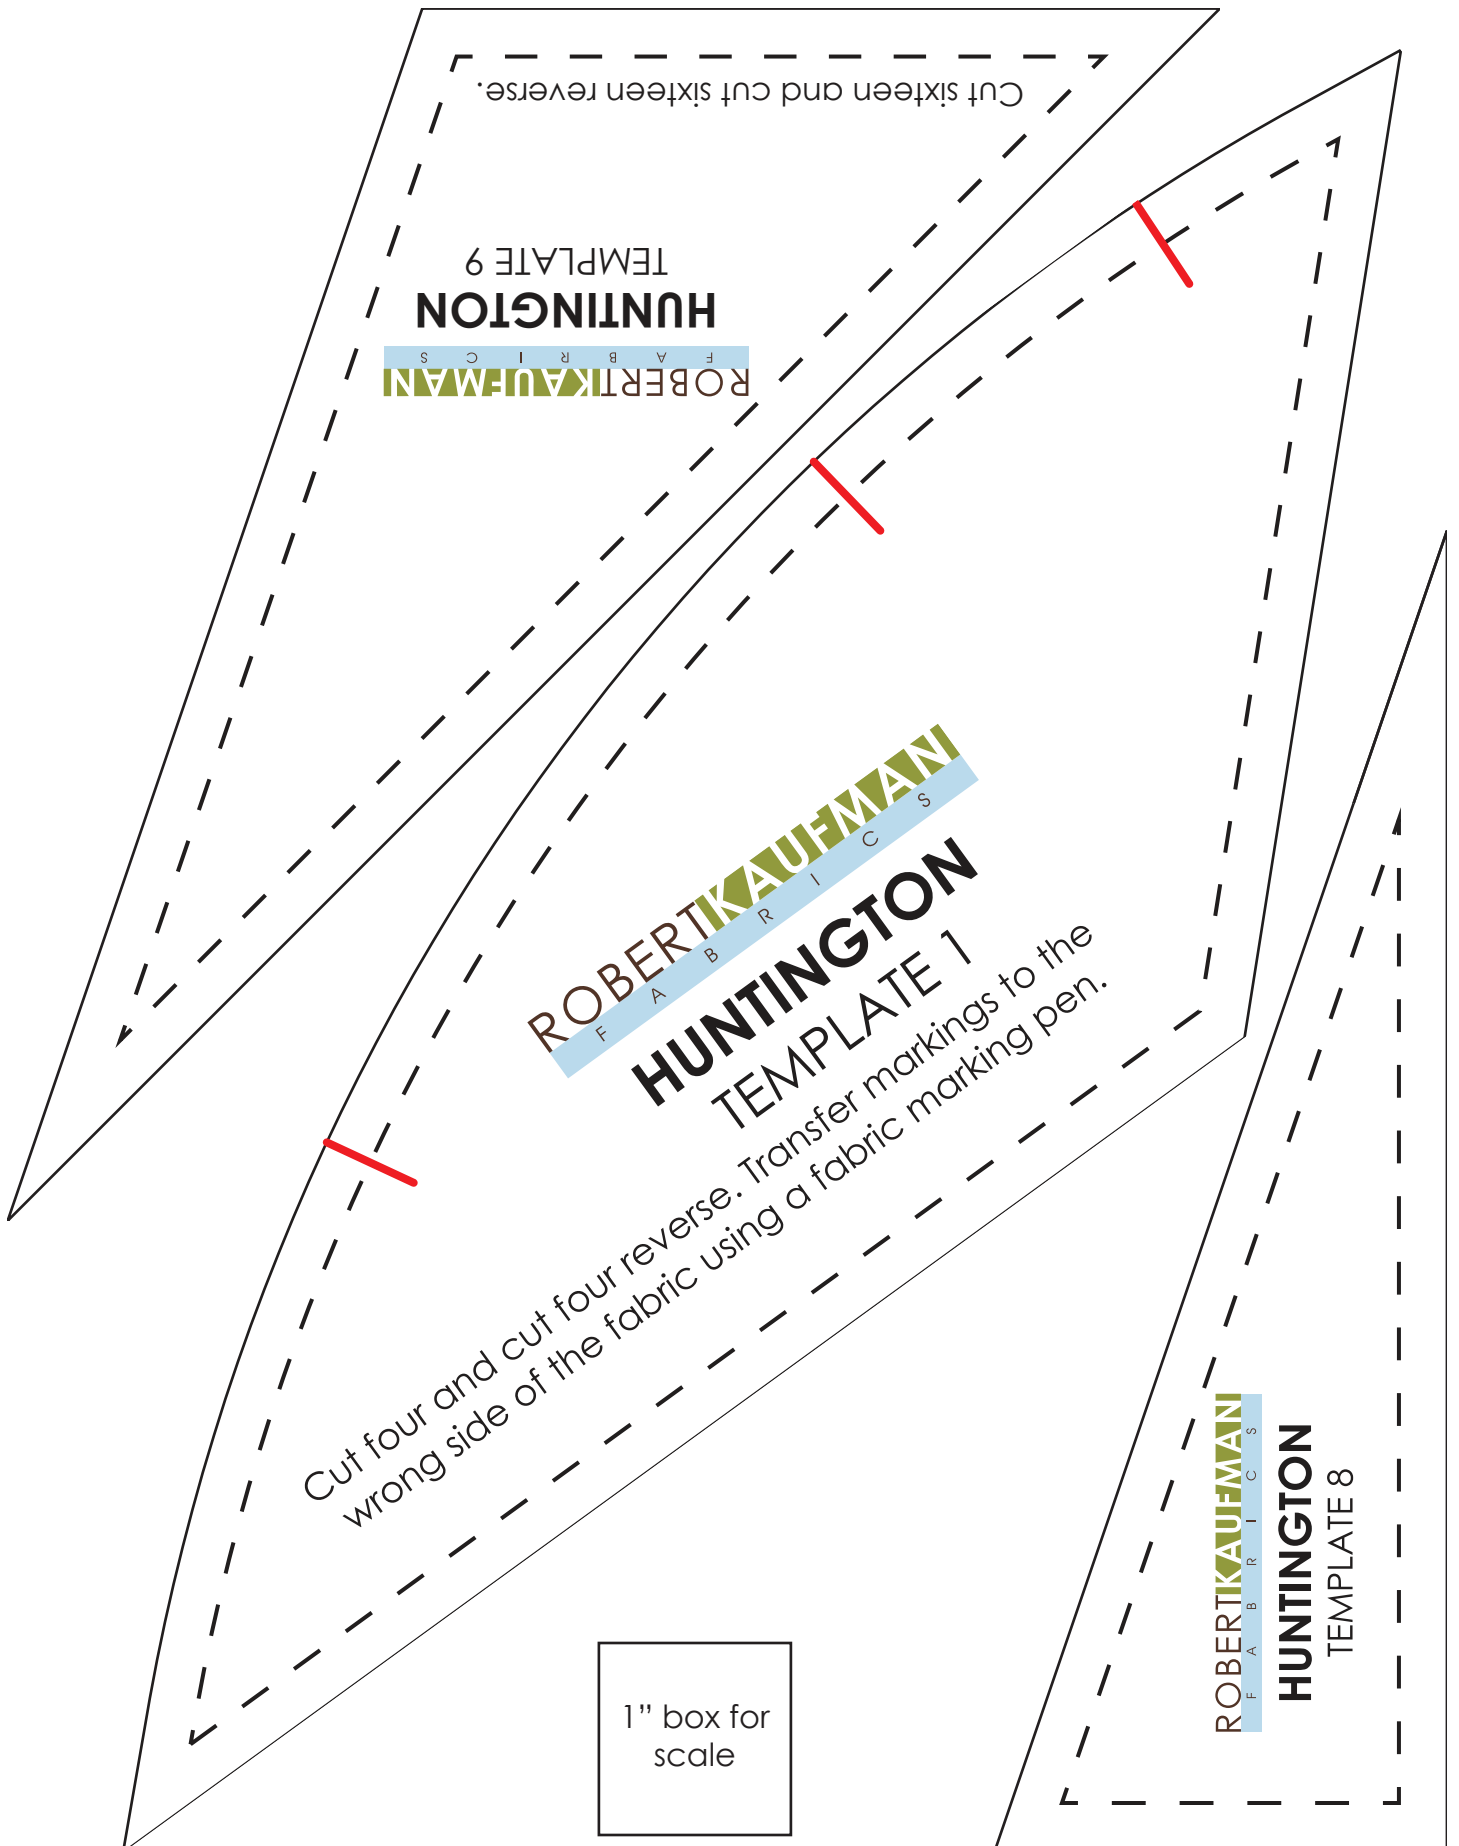 Cut sixteen and cut sixteen reverse.
ROBERTKAUFMAN
FABRICS
HUNTINGTON
TEMPLATE 9
ROBERTKAUFMAN
FABRICS
HUNTINGTON
TEMPLATE 1
Cut four and cut four reverse. Transfer markings to the
wrong side of the fabric using a fabric marking pen.
ROBERTKAUFMAN
FABRICS
HUNTINGTON
TEMPLATE 8
1” box for
scale